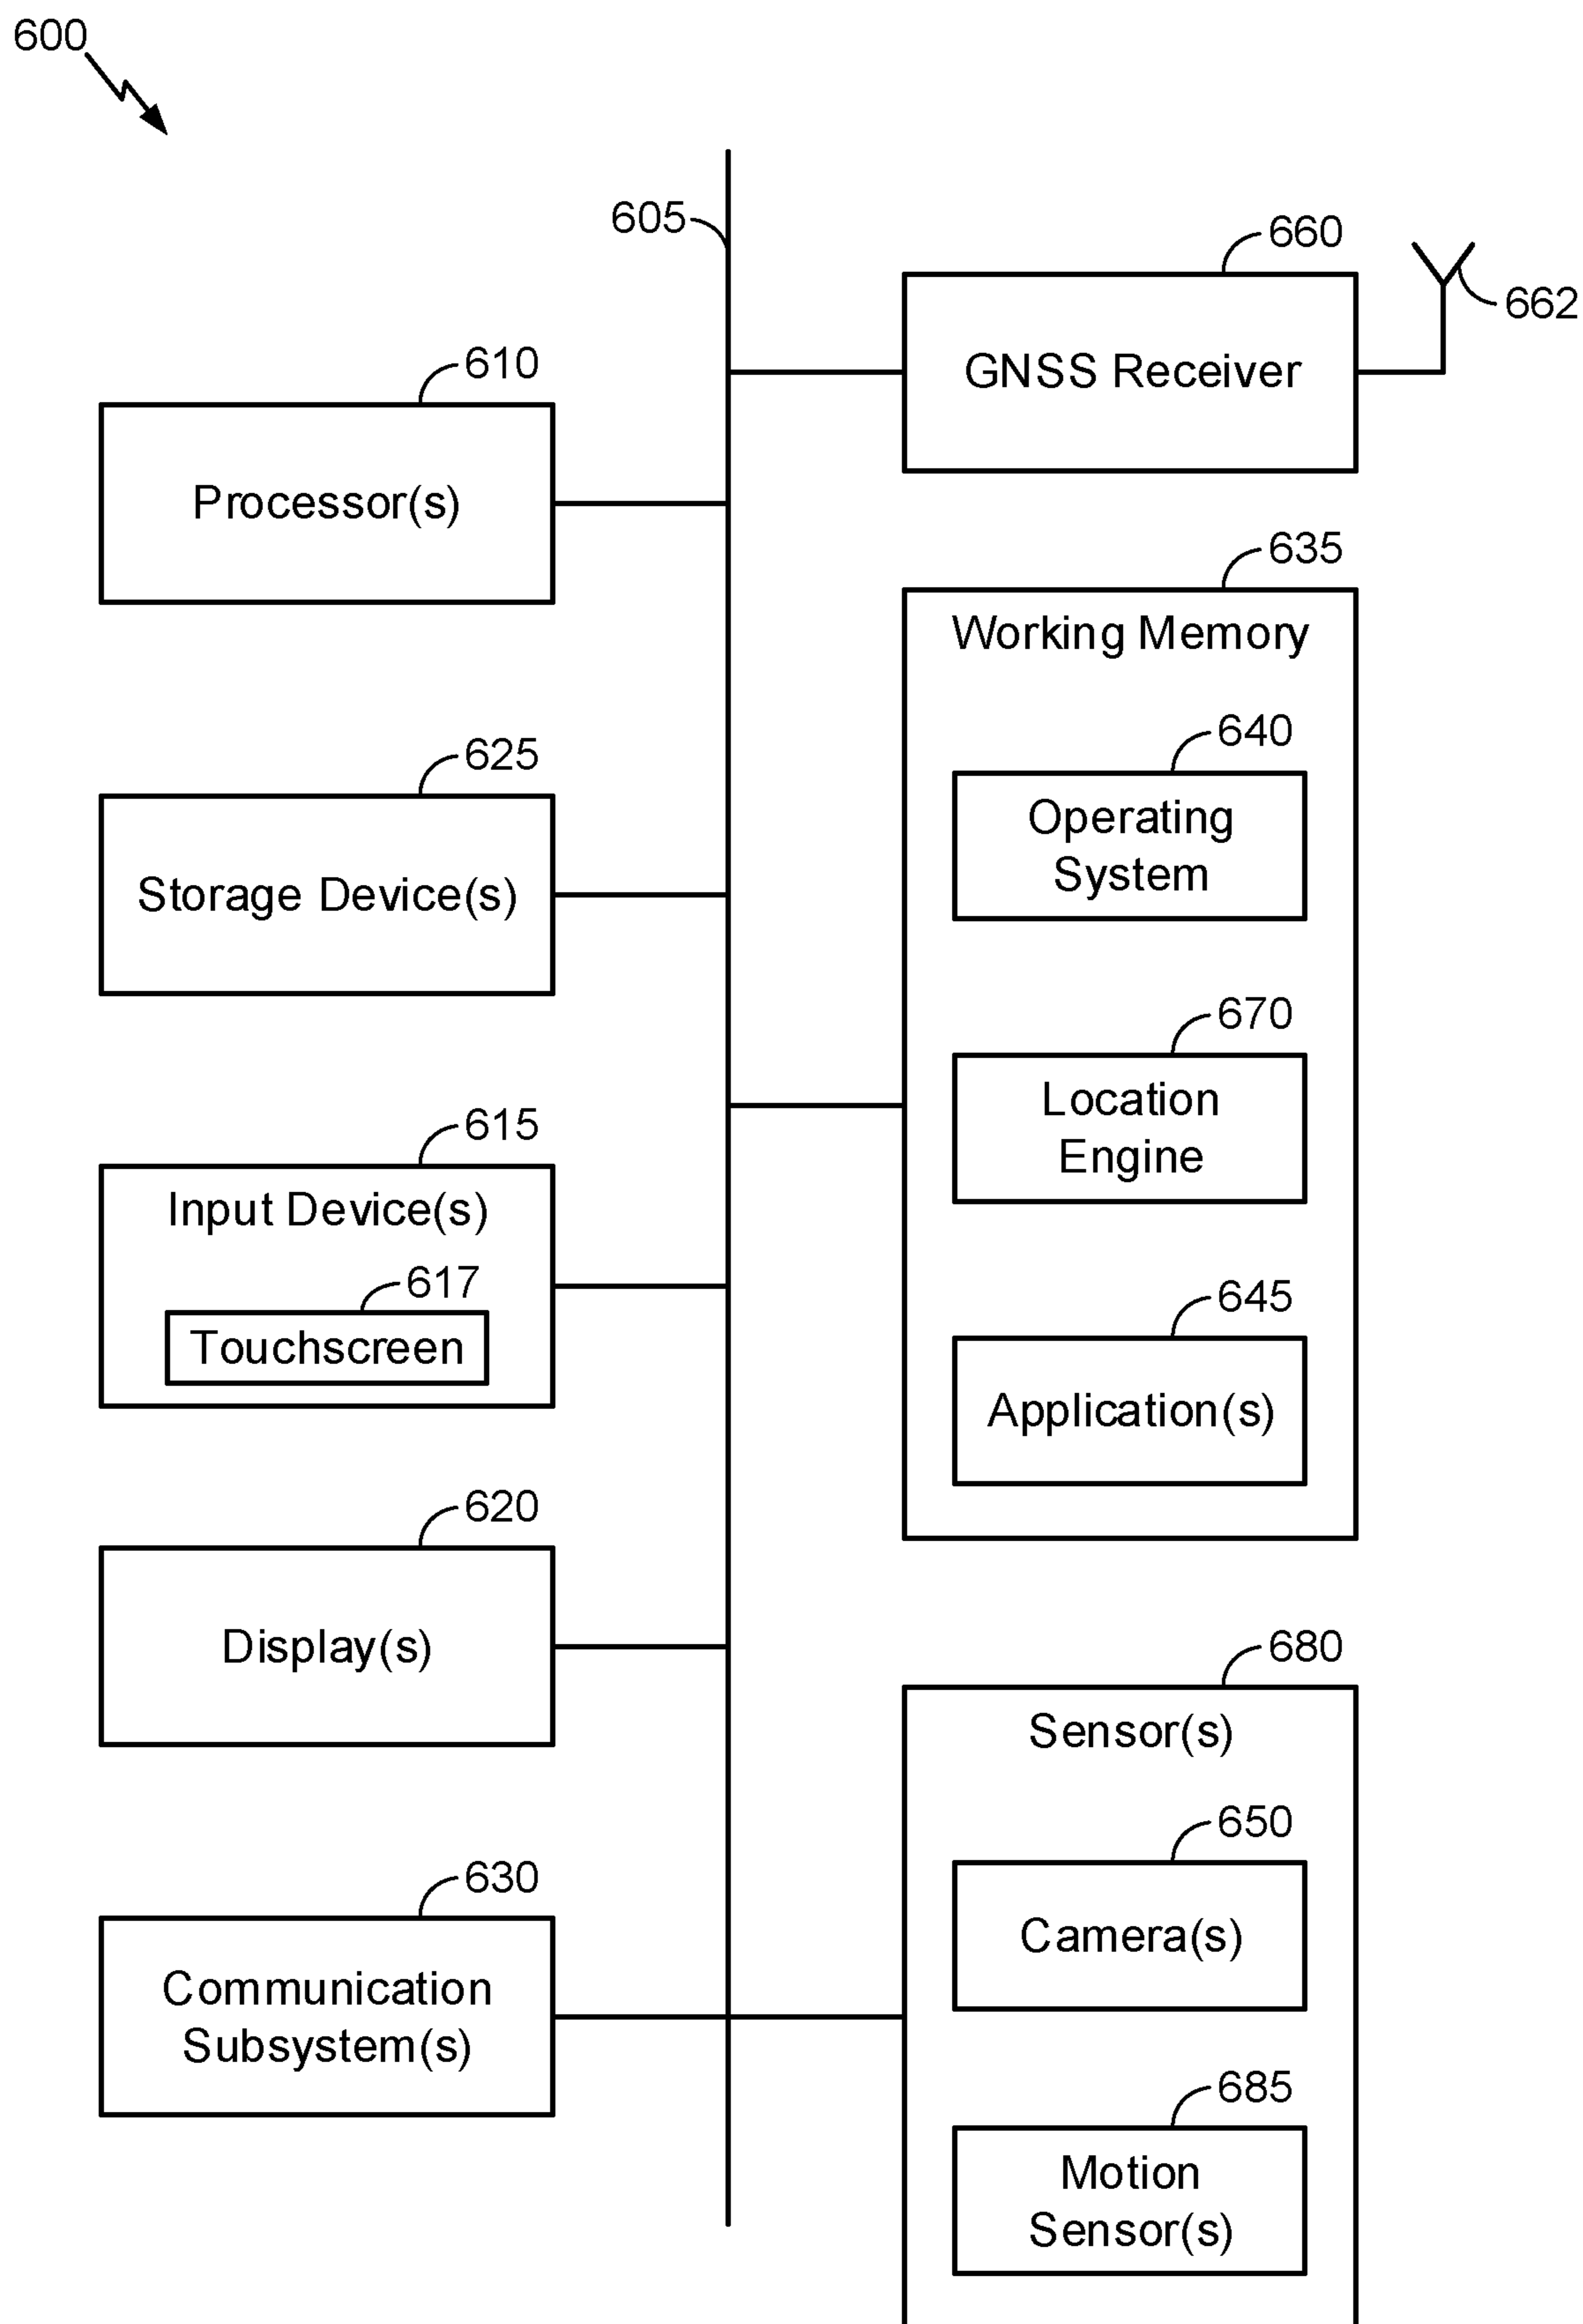 600
605
660
662
GNSS Receiver
610
Processor(s)
635
Working Memory
640
Operating
System
625
Storage Device(s)
670
Location
Engine
615
Input Device(s)
617
Touchscreen
645
Application(s)
620
Display(s)
680
Sensor(s)
650
Camera(s)
630
Communication
Subsystem(s)
685
Motion
Sensor(s)